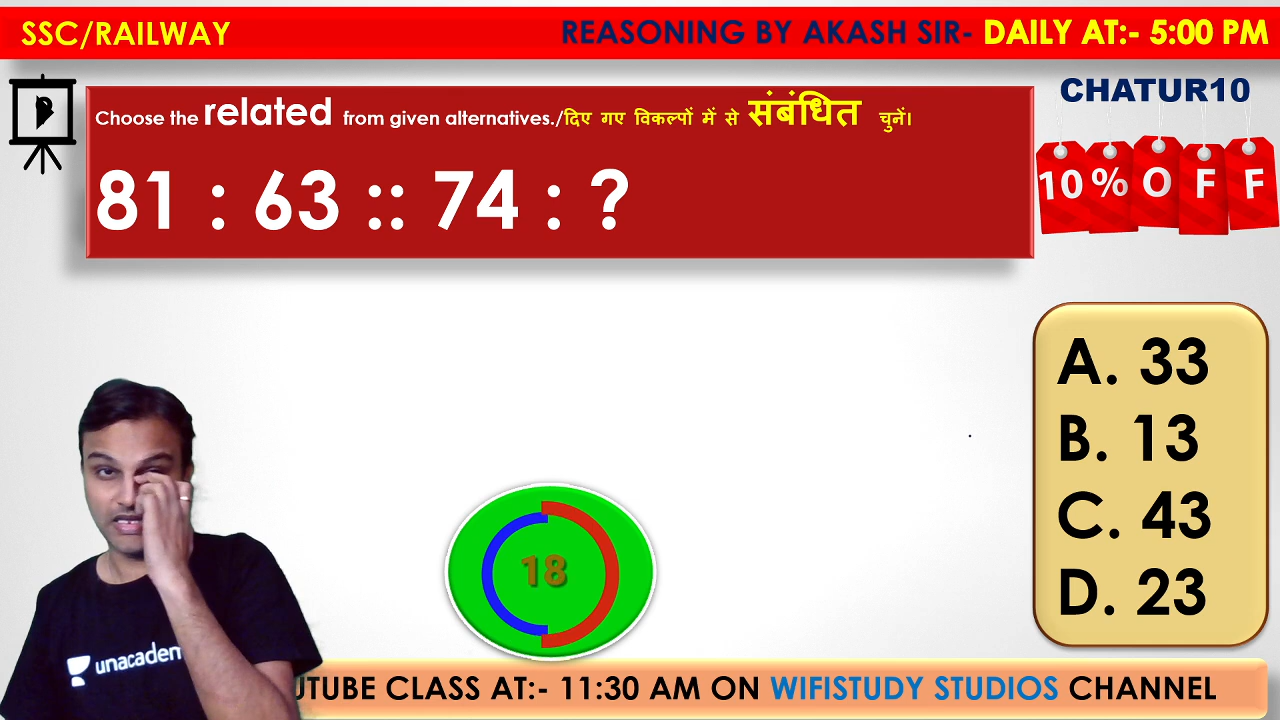 SSC/RAILWAY
REASONING BY AKASH SIR- DAILY AT:- 5:00 PM
CHATUR10
10% OFF
Choose the related from given alternatives./दिए गए विकल्पों में से संबंधित चुनें।
81 : 63 :: 74 : ?
A. 33
B. 13
C. 43
D. 23
18
unacadem
UTUBE CLASS AT:- 11:30 AM ON WIFISTUDY STUDIOS CHANNEL